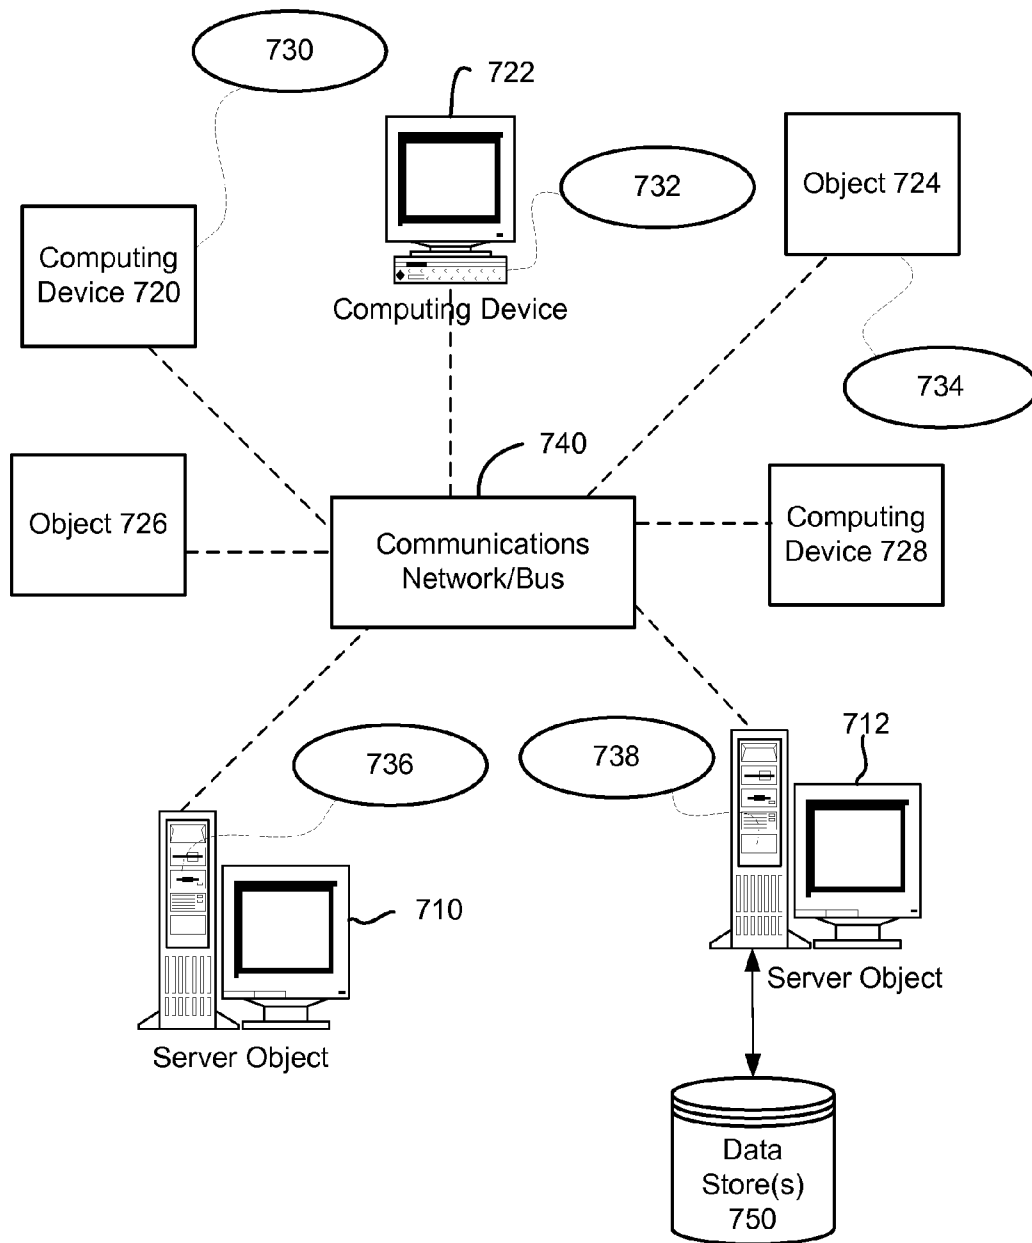 730
722
732
Object 724
Computing
Device 720
Computing Device
734
740
Object 726
Communications
Network/Bus
Computing
Device 728
736
738
712
710
Server Object
Server Object
Data
Store(s)
750